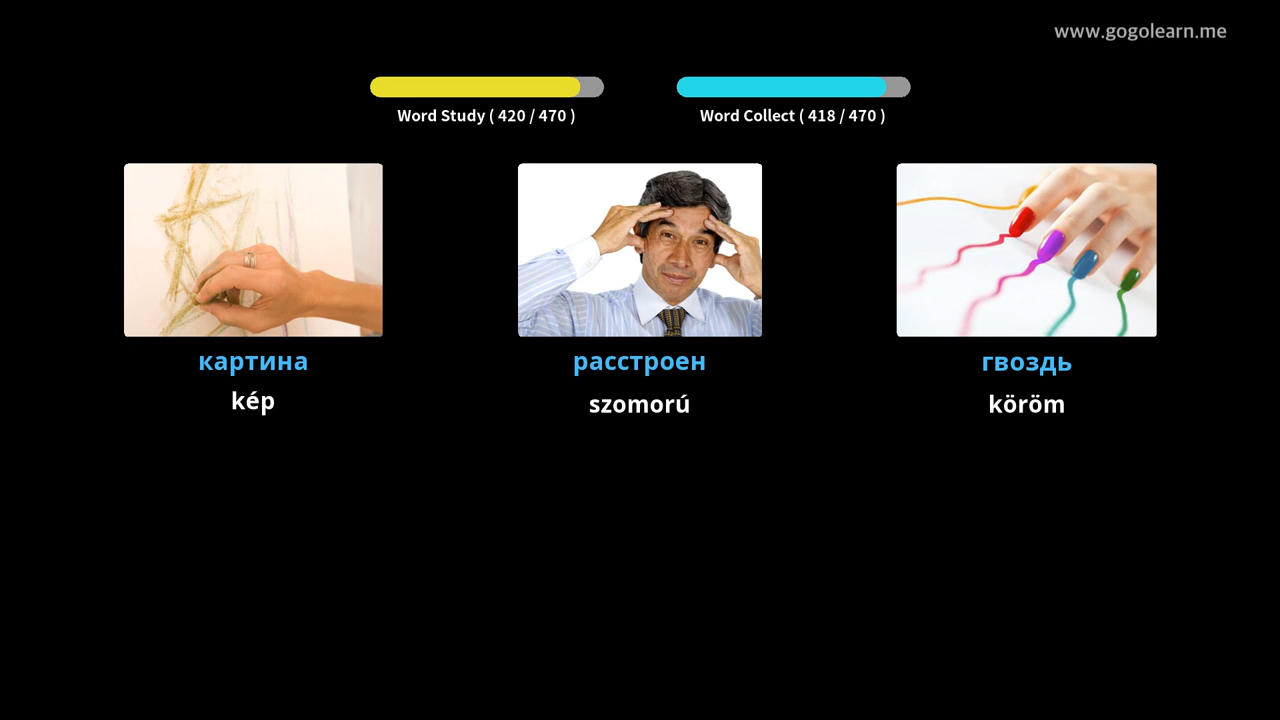 www.gogolearn.me
Word Study ( 420 / 470 )
Word Collect ( 418 / 470 )
картина
расстроен
гвоздь
kép
szomorú
köröm